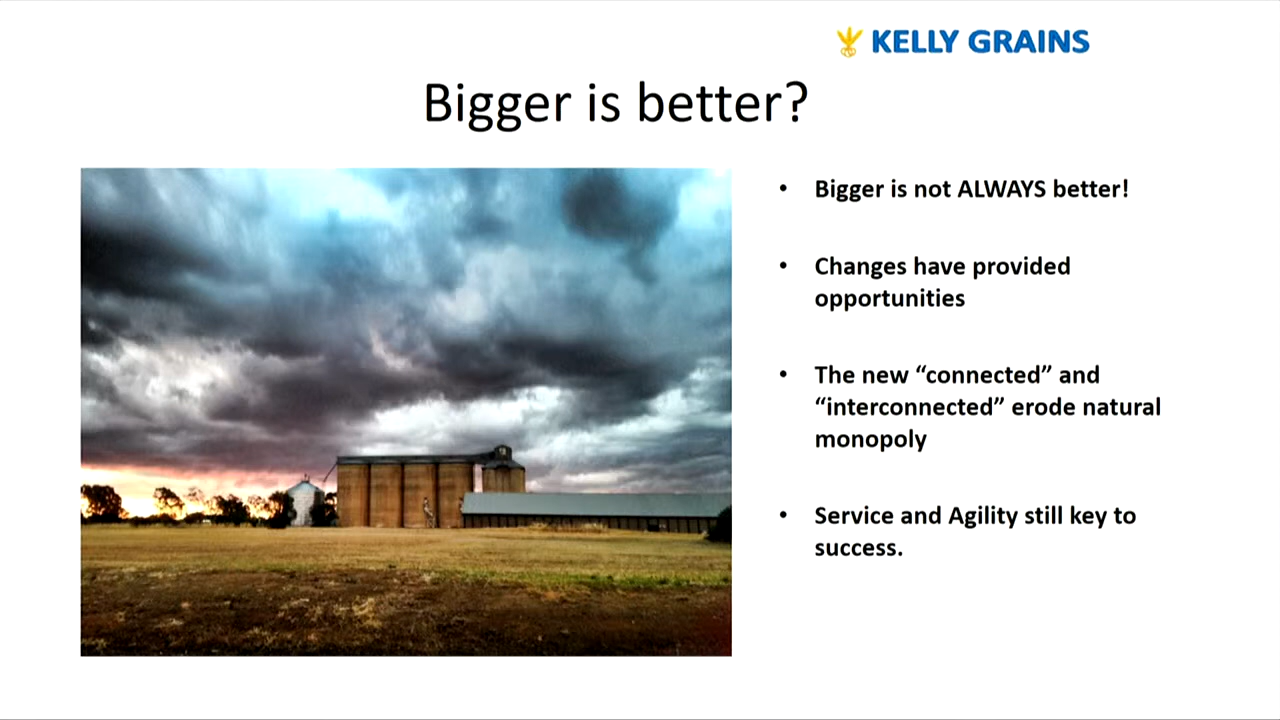 KELLY GRAINS
Bigger is better?
• Bigger is not ALWAYS better!
• Changes have provided
opportunities
• The new “connected” and
“interconnected” erode natural
monopoly
• Service and Agility still key to
success.